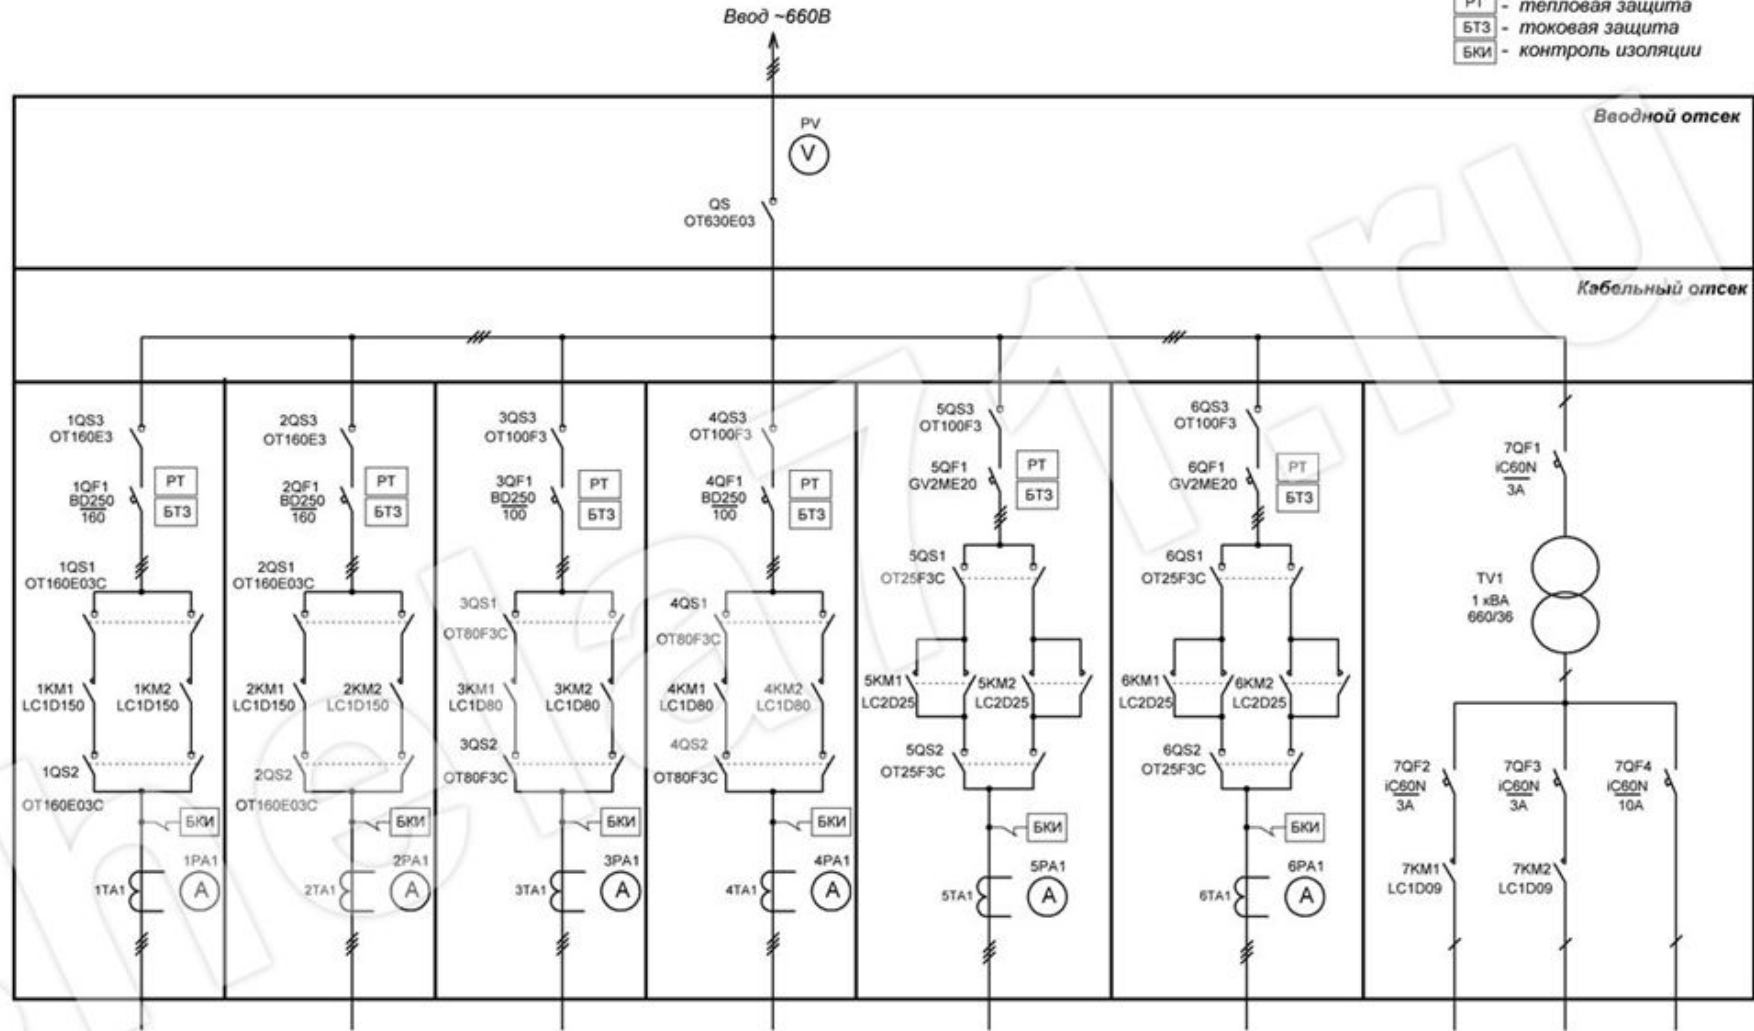 Ввод ~660В
РТ - тепловая защита
БТЗ - токовая защита
БКИ - контроль изоляции
Вводной отсек
PV
V
QS
OT630E03
Кабельный отсек
1QS3
OT160E3
1QF1
BD250
160
РТ
БТЗ
1QS1
OT160E03C
1KM1
LC1D150
1KM2
LC1D150
1QS2
OT160E03C
БКИ
1PA1
1TA1
A
2QS3
OT160E3
2QF1
BD250
160
РТ
БТЗ
2QS1
OT160E03C
2KM1
LC1D150
2KM2
LC1D150
2QS2
OT160E03C
БКИ
2PA1
2TA1
A
3QS3
OT100F3
3QF1
BD250
100
РТ
БТЗ
3QS1
OT80F3C
3KM1
LC1D80
3KM2
LC1D80
3QS2
OT80F3C
БКИ
3PA1
3TA1
A
4QS3
OT100F3
4QF1
BD250
100
РТ
БТЗ
4QS1
OT80F3C
4KM1
LC1D80
4KM2
LC1D80
4QS2
OT80F3C
БКИ
4PA1
4TA1
A
5QS3
OT100F3
5QF1
GV2ME20
РТ
БТЗ
5QS1
OT25F3C
5KM1
LC2D25
5KM2
LC2D25
5QS2
OT25F3C
БКИ
5PA1
5TA1
A
6QS3
OT100F3
6QF1
GV2ME20
РТ
БТЗ
6QS1
OT25F3C
6KM1
LC2D25
6KM2
LC2D25
6QS2
OT25F3C
БКИ
6PA1
6TA1
A
7QF1
iC60N
3A
TV1
1 кВА
660/36
7QF2
iC60N
3A
7QF3
iC60N
3A
7QF4
iC60N
10A
7KM1
LC1D09
7KM2
LC1D09
hela71.ru